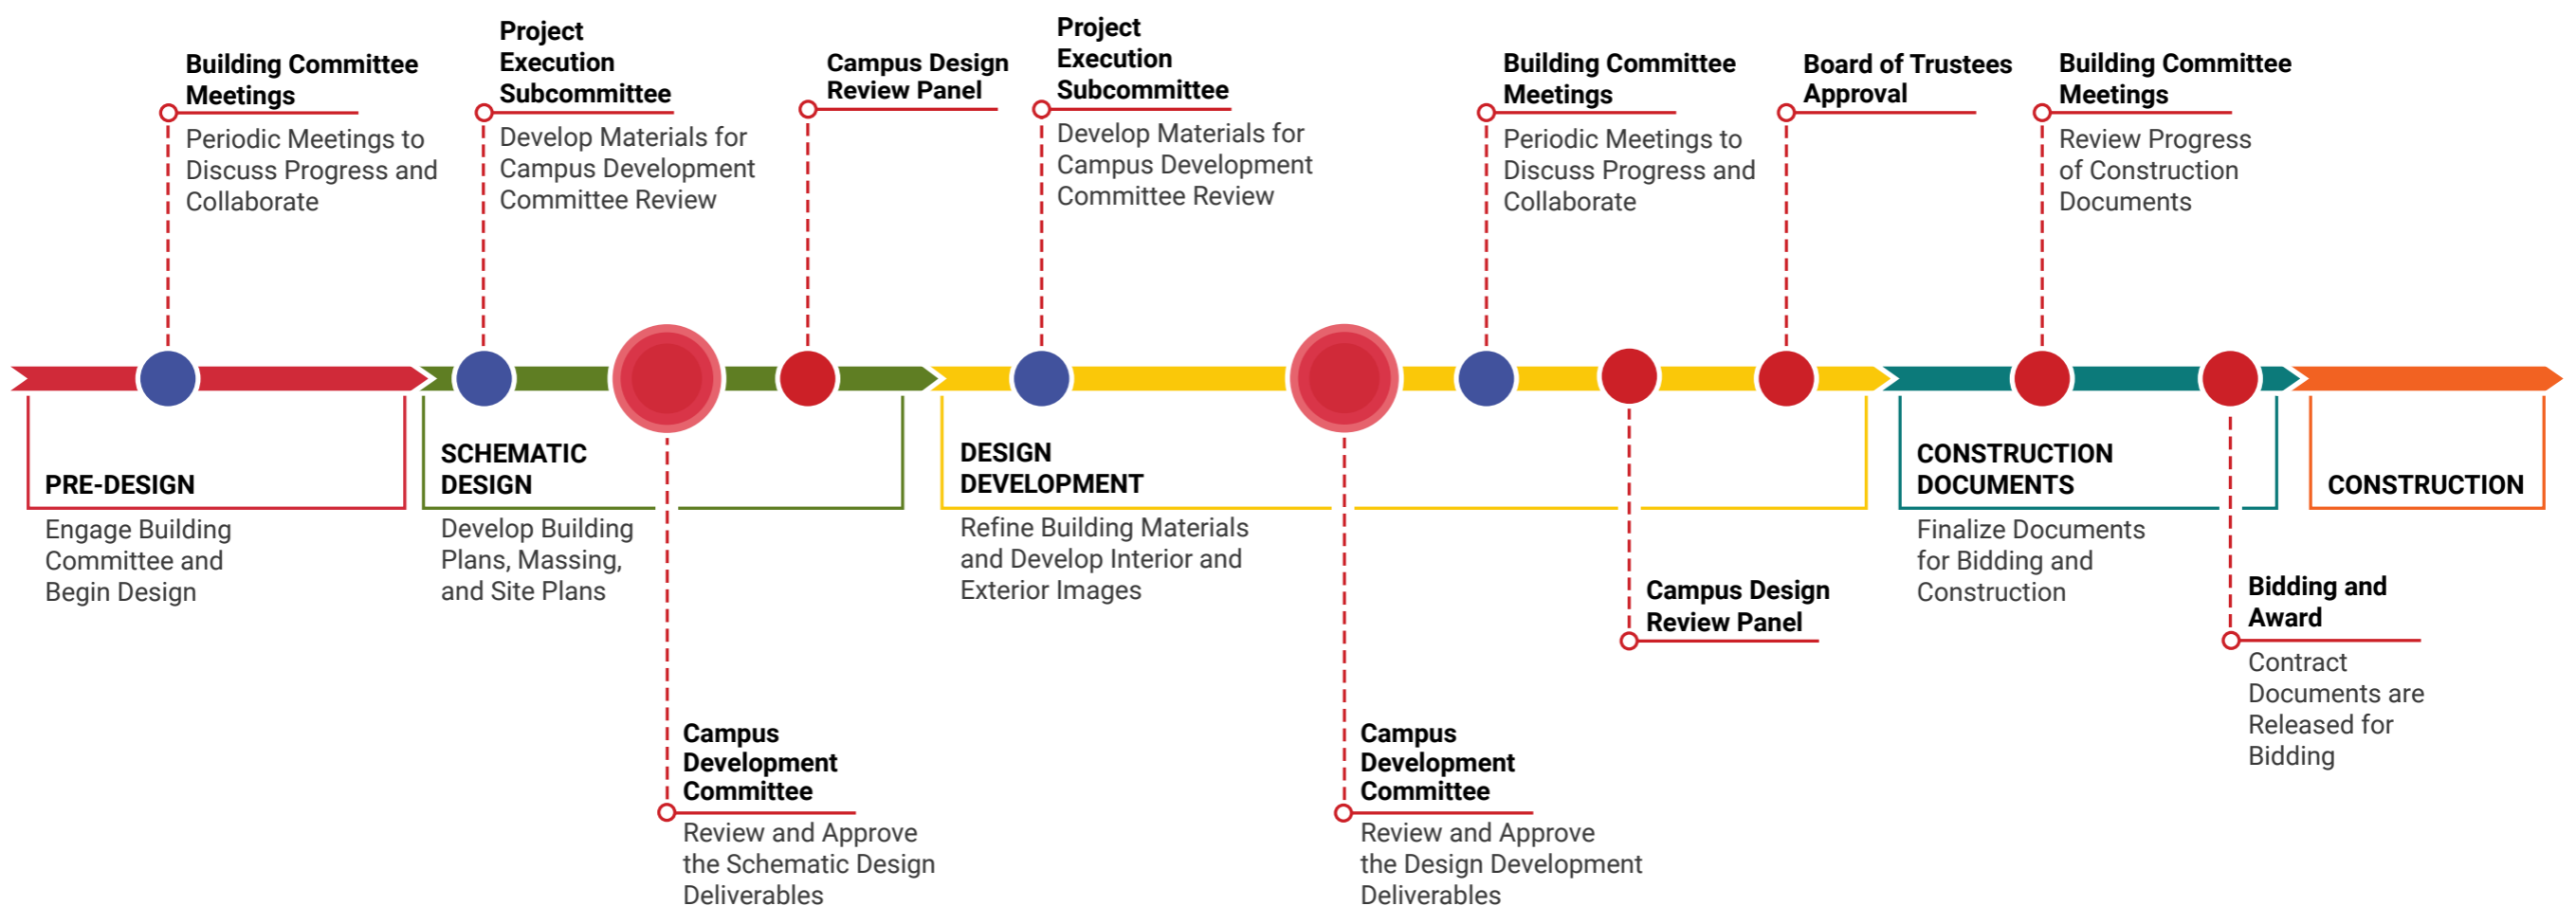 Building Committee
Meetings
Periodic Meetings to
Discuss Progress and
Collaborate
Project
Execution
Subcommittee
Develop Materials for
Campus Development
Committee Review
Campus Design
Review Panel
Project
Execution
Subcommittee
Develop Materials for
Campus Development
Committee Review
Building Committee
Meetings
Periodic Meetings to
Discuss Progress and
Collaborate
Board of Trustees
Approval
Building Committee
Meetings
Review Progress
of Construction
Documents
PRE-DESIGN
Engage Building
Committee and
Begin Design
SCHEMATIC
DESIGN
Develop Building
Plans, Massing,
and Site Plans
DESIGN
DEVELOPMENT
Refine Building Materials
and Develop Interior and
Exterior Images
CONSTRUCTION
DOCUMENTS
Finalize Documents
for Bidding and
Construction
CONSTRUCTION
Campus
Development
Committee
Review and Approve
the Schematic Design
Deliverables
Campus
Development
Committee
Review and Approve
the Design Development
Deliverables
Campus Design
Review Panel
Bidding and
Award
Contract
Documents are
Released for
Bidding